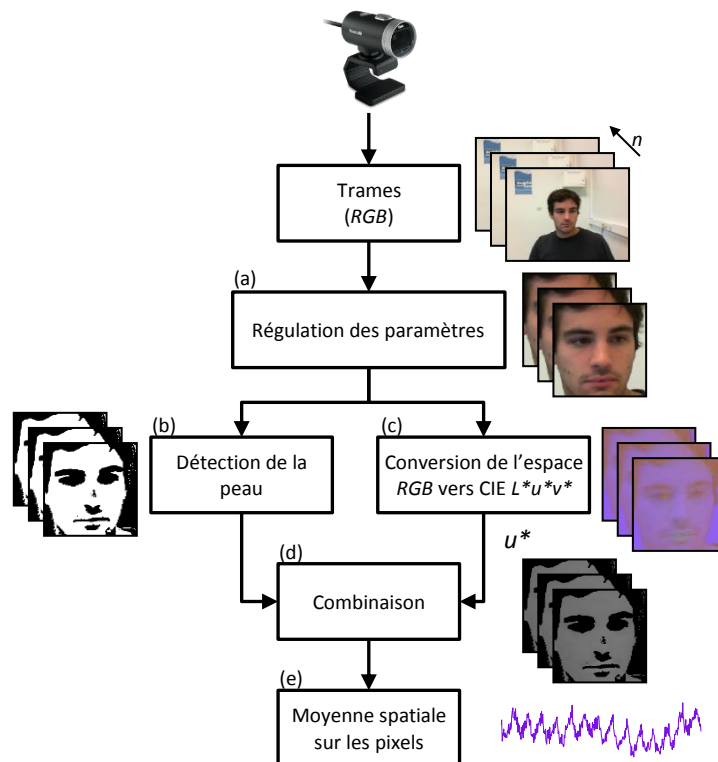 n
Trames
(RGB)
(a)
Régulation des paramètres
(b)
Détection de la
peau
(c)
Conversion de l'espace
RGB vers CIE L*u*v*
u*
(d)
Combinaison
(e)
Moyenne spatiale
sur les pixels